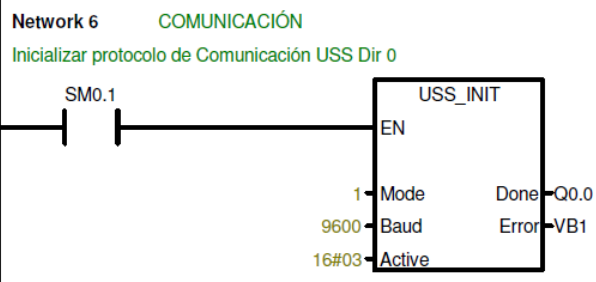 Network 6 COMUNICACIÓN
Inicializar protocolo de Comunicación USS Dir 0
SM0.1
USS_INIT
EN
1 Mode Done Q0.0
9600 Baud Error VB1
16#03 Active